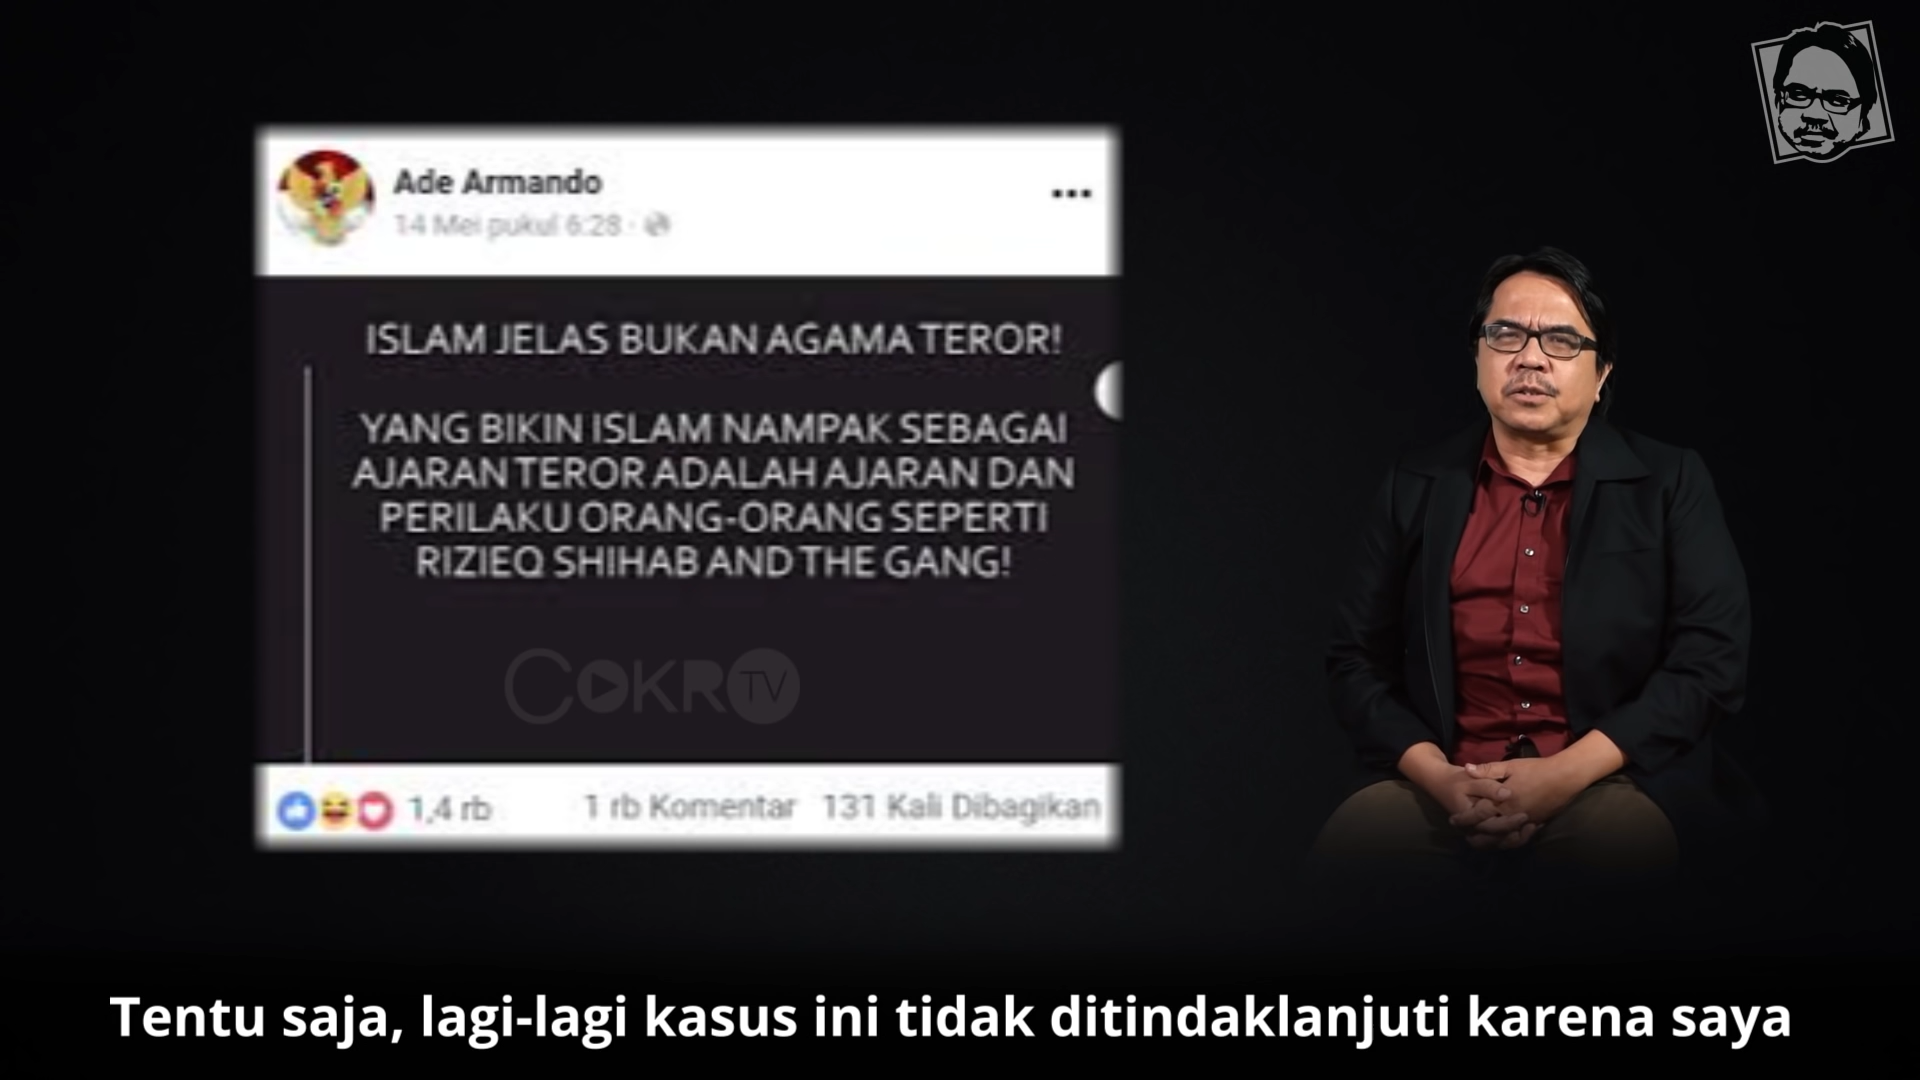 Ade Armando
14 Mei pukul 6:28 ·
ISLAM JELAS BUKAN AGAMA TEROR!
YANG BIKIN ISLAM NAMPAK SEBAGAI
AJARAN TEROR ADALAH AJARAN DAN
PERILAKU ORANG-ORANG SEPERTI
RIZIEQ SHIHAB AND THE GANG!
COKRO TV
1,4 rb 1 rb Komentar 131 Kali Dibagikan
Tentu saja, lagi-lagi kasus ini tidak ditindaklanjuti karena saya